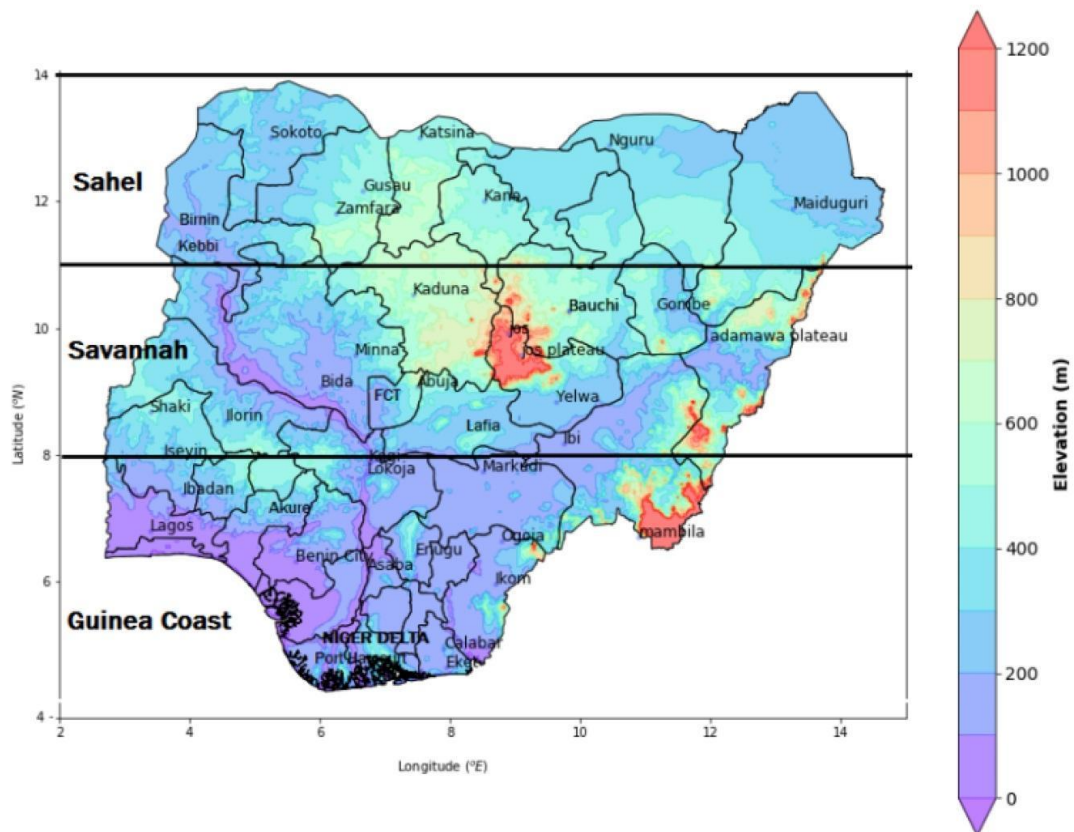 14
12
10
8
6
4
2
4
6
8
10
12
14
Latitude (°N)
Longitude (°E)
Sahel
Savannah
Guinea Coast
Sokoto
Katsina
Nguru
Gusau
Zamfara
Kano
Maiduguri
Birnin
Kebbi
Kaduna
Bauchi
Gombe
Jos
jos plateau
adamawa plateau
Minna
Bida
FCT
Abuja
Yelwa
Shaki
Ilorin
Lafia
Ibi
Iseyin
Kogi
Lokoja
Markudi
Ibadan
Akure
Lagos
Ogoja
mambila
Benin City
Enugu
Asaba
Ikom
NIGER DELTA
Calabar
Port Harcourt
Eket
1200
1000
800
600
400
200
0
Elevation (m)